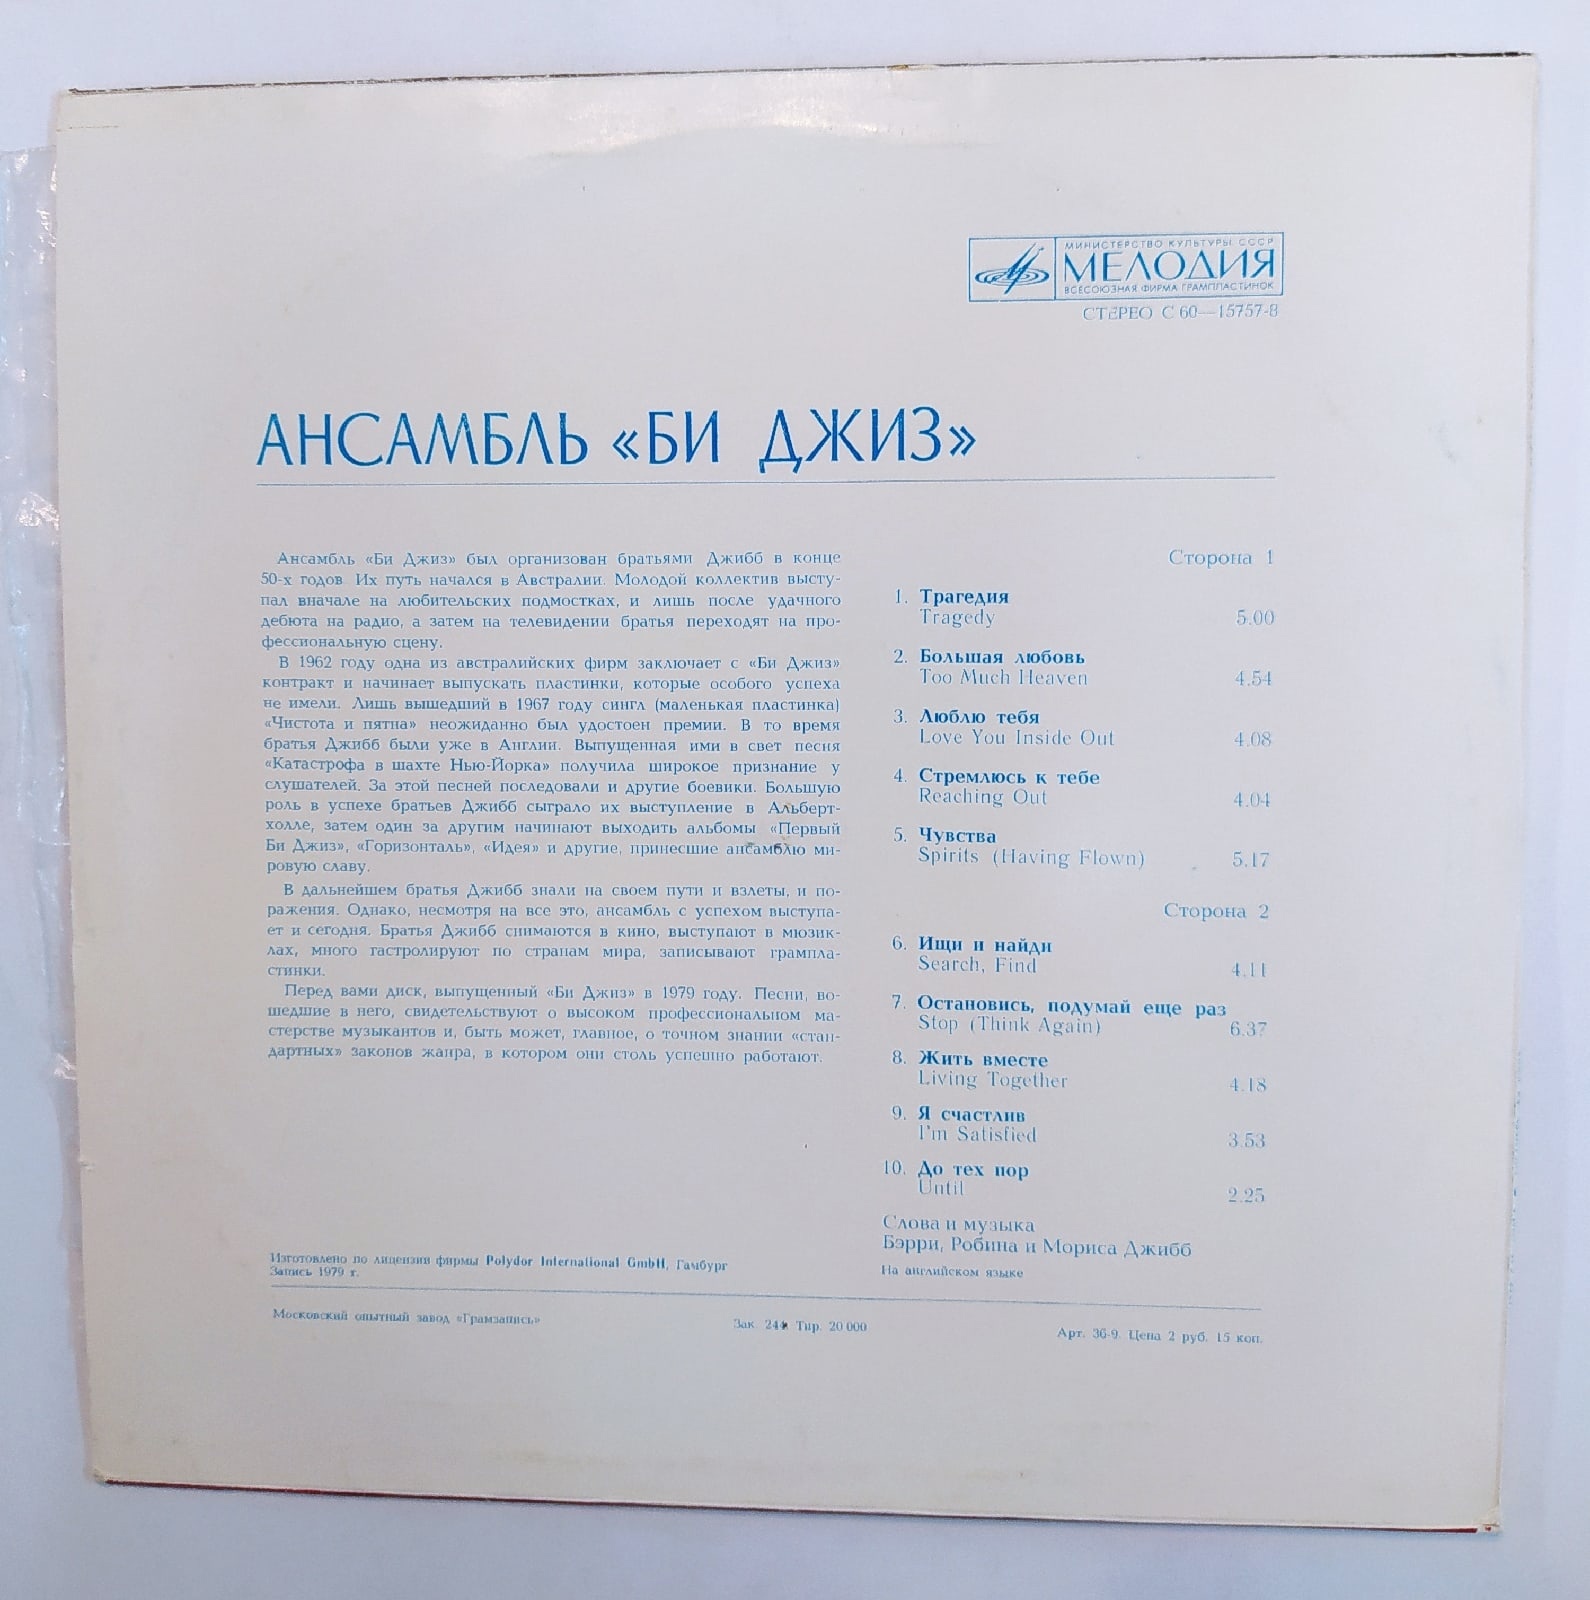 МИНИСТЕРСТВО КУЛЬТУРЫ СССР
МЕЛОДИЯ
ВСЕСОЮЗНАЯ ФИРМА ГРАМПЛАСТИНОК
СТЕРЕО С 60—15757-8
АНСАМБЛЬ «БИ ДЖИЗ»
Ансамбль «Би Джиз» был организован братьями Джибб в конце
50-х годов. Их путь начался в Австралии. Молодой коллектив высту-
пал вначале на любительских подмостках, и лишь после удачного
дебюта на радио, а затем на телевидении братья переходят на про-
фессиональную сцену.
В 1962 году одна из австралийских фирм заключает с «Би Джиз»
контракт и начинает выпускать пластинки, которые особого успеха
не имели. Лишь вышедший в 1967 году сингл (маленькая пластинка)
«Чистота и пятна» неожиданно был удостоен премии. В то время
братья Джибб были уже в Англии. Выпущенная ими в свет песня
«Катастрофа в шахте Нью-Йорка» получила широкое признание у
слушателей. За этой песней последовали и другие боевики. Большую
роль в успехе братьев Джибб сыграло их выступление в Альберт-
холле, затем один за другим начинают выходить альбомы «Первый
Би Джиз», «Горизонталь», «Идея» и другие, принесшие ансамблю ми-
ровую славу.
В дальнейшем братья Джибб знали на своем пути и взлеты, и по-
ражения. Однако, несмотря на все это, ансамбль с успехом выступа-
ет и сегодня. Братья Джибб снимаются в кино, выступают в мюзик-
лах, много гастролируют по странам мира, записывают грампла-
стинки.
Перед вами диск, выпущенный «Би Джиз» в 1979 году. Песни, во-
шедшие в него, свидетельствуют о высоком профессиональном ма-
стерстве музыкантов и, быть может, главное, о точном знании «стан-
дартных» законов жанра, в котором они столь успешно работают.
Сторона 1
1. Трагедия
Tragedy 5.00
2. Большая любовь
Too Much Heaven 4.54
3. Люблю тебя
Love You Inside Out 4.08
4. Стремлюсь к тебе
Reaching Out 4.04
5. Чувства
Spirits (Having Flown) 5.17
Сторона 2
6. Ищи и найди
Search, Find 4.11
7. Остановись, подумай еще раз
Stop (Think Again) 6.37
8. Жить вместе
Living Together 4.18
9. Я счастлив
I'm Satisfied 3.53
10. До тех пор
Until 2.25
Слова и музыка
Бэрри, Робина и Мориса Джибб
На английском языке
Изготовлено по лицензии фирмы Polydor International GmbH, Гамбург
Запись 1979 г.
Московский опытный завод «Грамзапись»
Зак. Тир. 20 000
Арт. 36-9. Цена 2 руб. 15 коп.